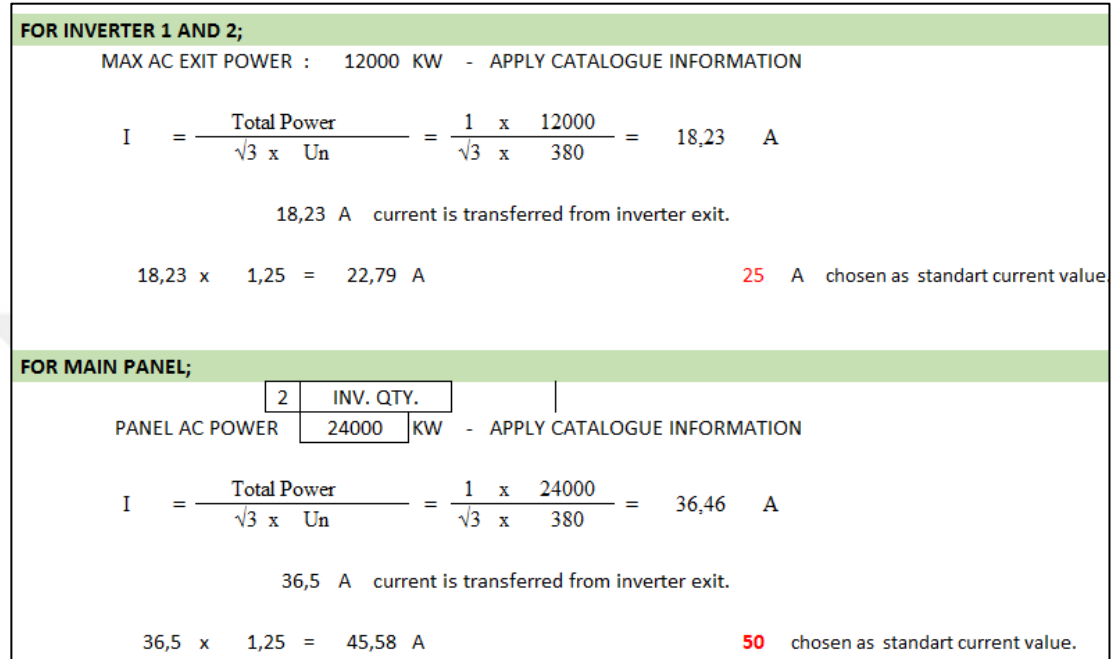 FOR INVERTER 1 AND 2;
MAX AC EXIT POWER : 12000 KW - APPLY CATALOGUE INFORMATION
I = Total Power / √3 x Un = 1 x 12000 / √3 x 380 = 18,23 A
18,23 A current is transferred from inverter exit.
18,23 x 1,25 = 22,79 A 25 A chosen as standart current value.
FOR MAIN PANEL;
2 INV. QTY.
PANEL AC POWER 24000 KW - APPLY CATALOGUE INFORMATION
I = Total Power / √3 x Un = 1 x 24000 / √3 x 380 = 36,46 A
36,5 A current is transferred from inverter exit.
36,5 x 1,25 = 45,58 A 50 chosen as standart current value.